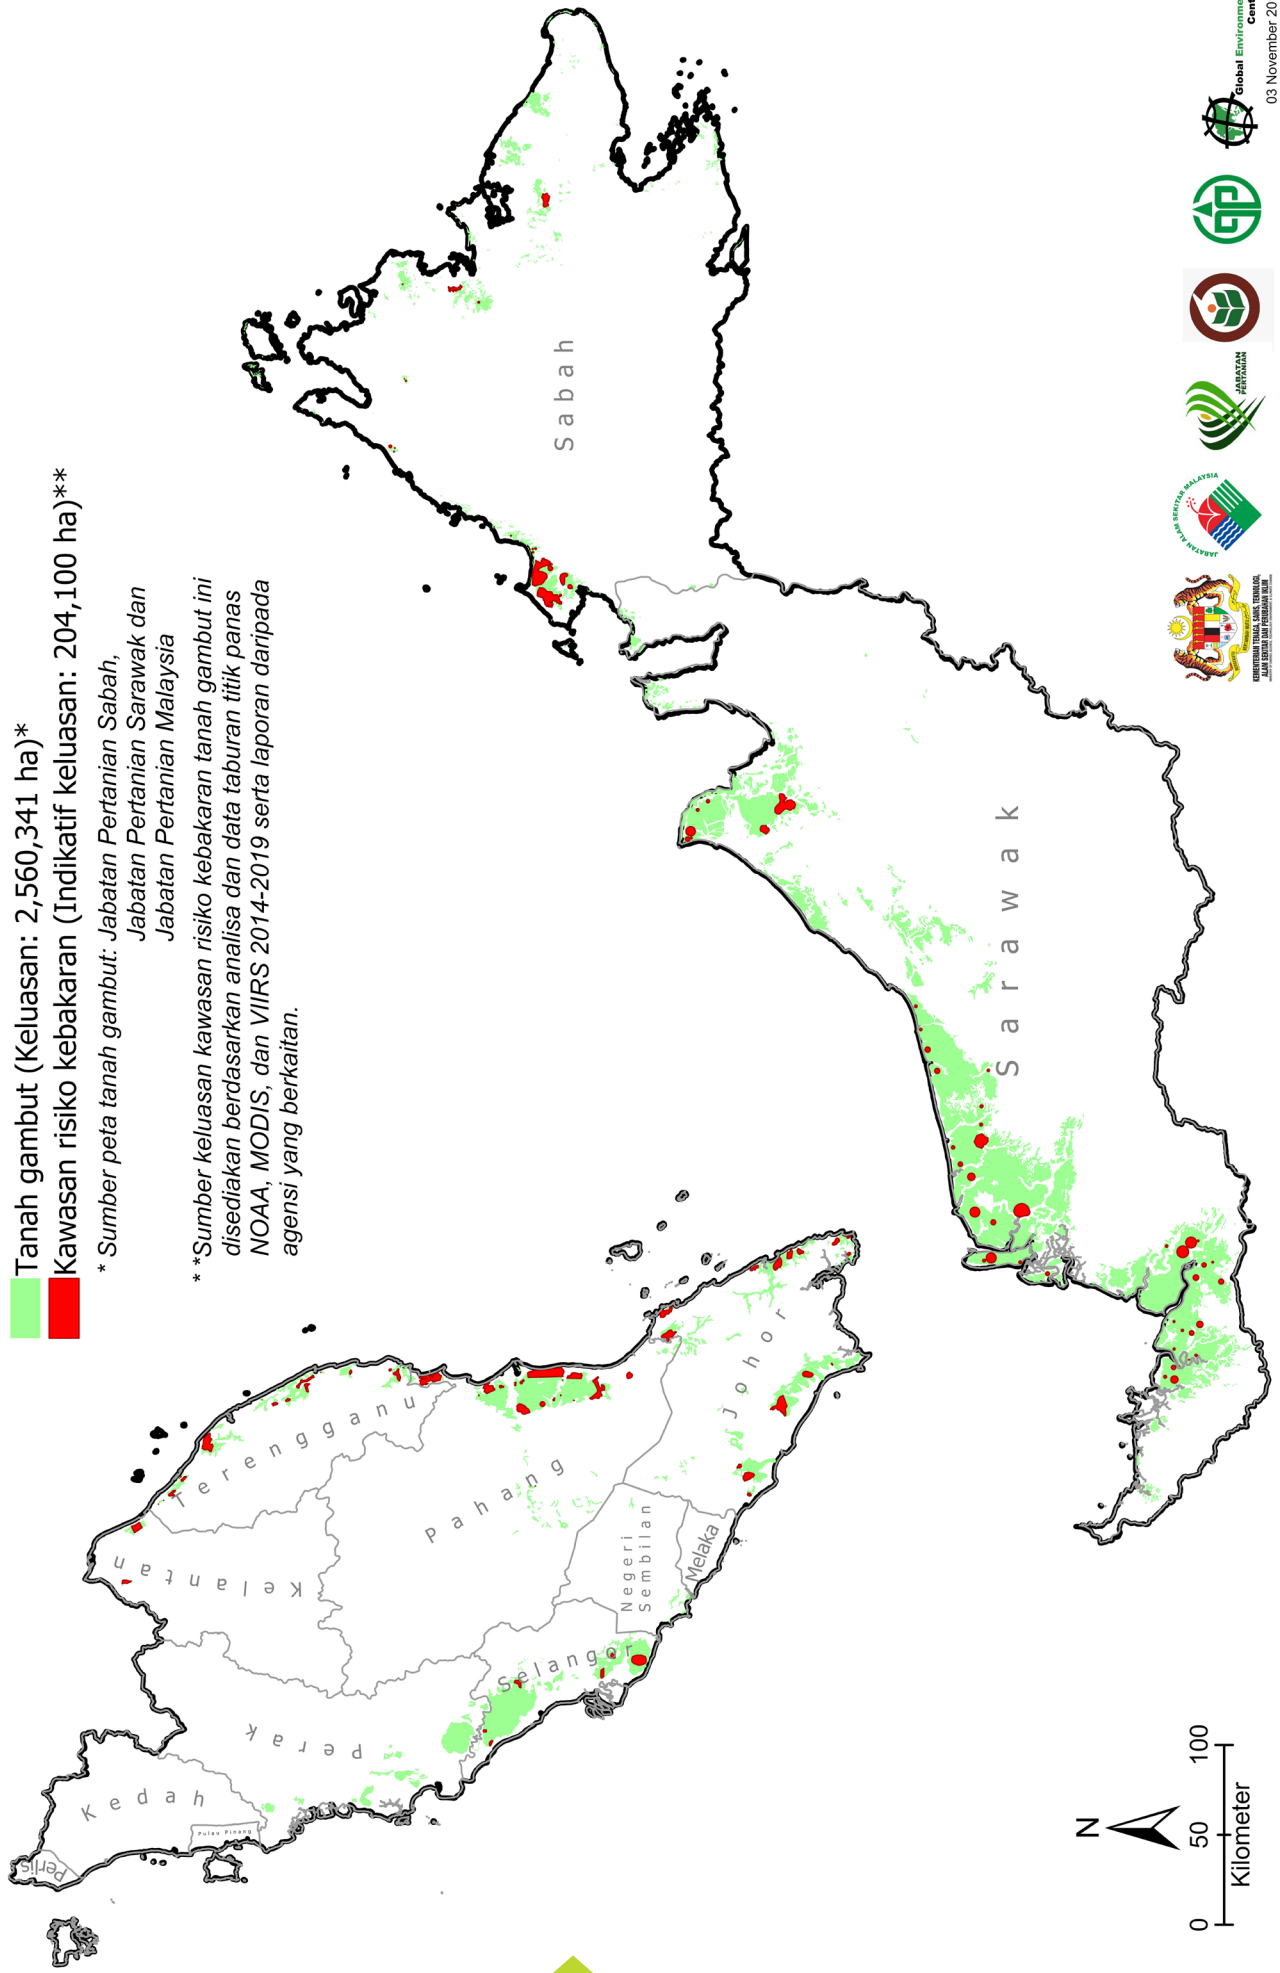 Tanah gambut (Keluasan: 2,560,341 ha)*
Kawasan risiko kebakaran (Indikatif keluasan: 204,100 ha)**
* Sumber peta tanah gambut: Jabatan Pertanian Sabah,
Jabatan Pertanian Sarawak dan
Jabatan Pertanian Malaysia
* *Sumber keluasan kawasan risiko kebakaran tanah gambut ini
disediakan berdasarkan analisa dan data taburan titik panas
NOAA, MODIS, dan VIIRS 2014-2019 serta laporan daripada
agensi yang berkaitan.
Perlis
Kedah
Pulau Pinang
Perak
Kelantan
Terengganu
Pahang
Selangor
Negeri
Sembilan
Melaka
Johor
Sabah
Sarawak
N
0 50 100
Kilometer
KEMENTERIAN TENAGA, SAINS, TEKNOLOGI,
ALAM SEKITAR DAN PERUBAHAN IKLIM
JABATAN ALAM SEKITAR MALAYSIA
JABATAN
PERTANIAN
Global
03 November 20